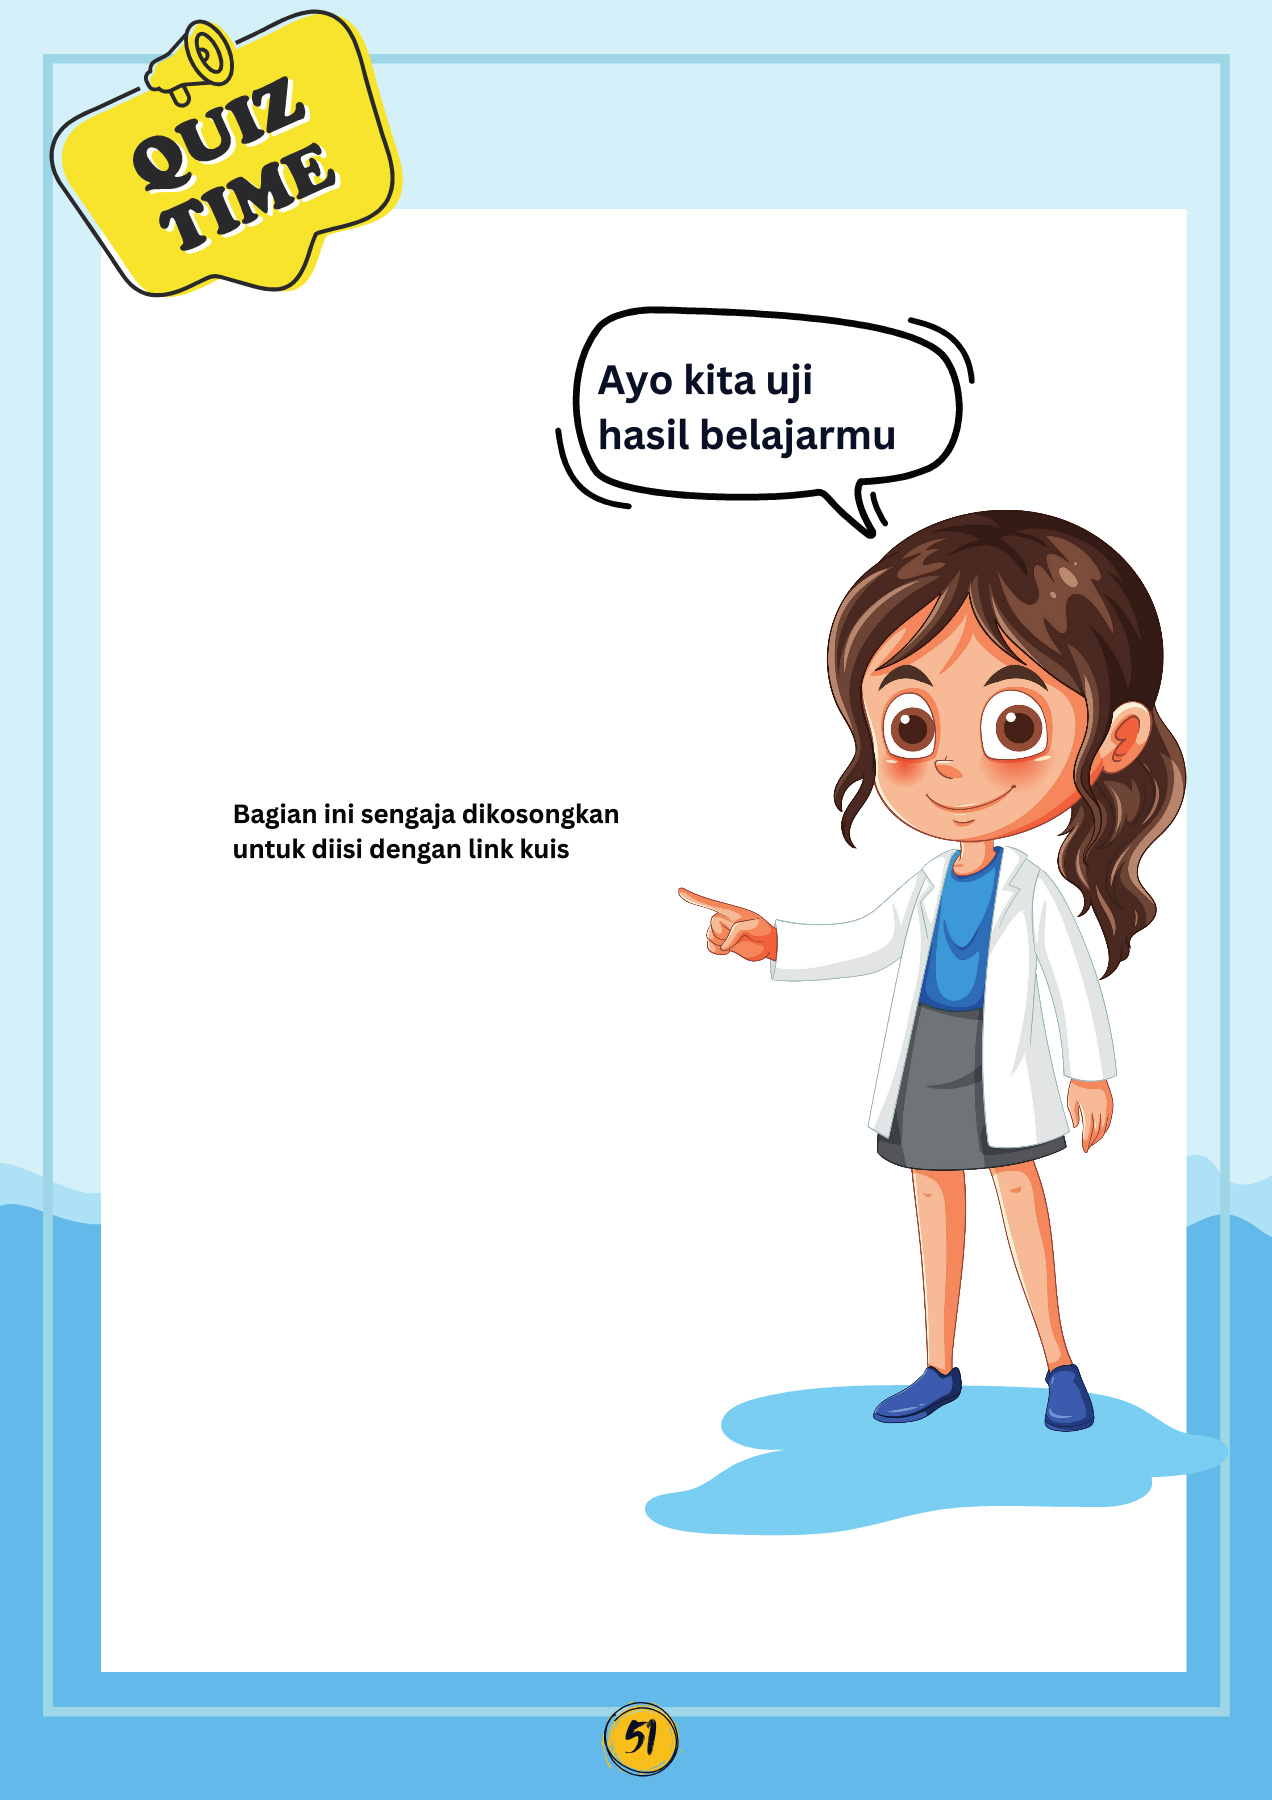 QUIZ
TIME
Ayo kita uji
hasil belajarmu
Bagian ini sengaja dikosongkan
untuk diisi dengan link kuis
51